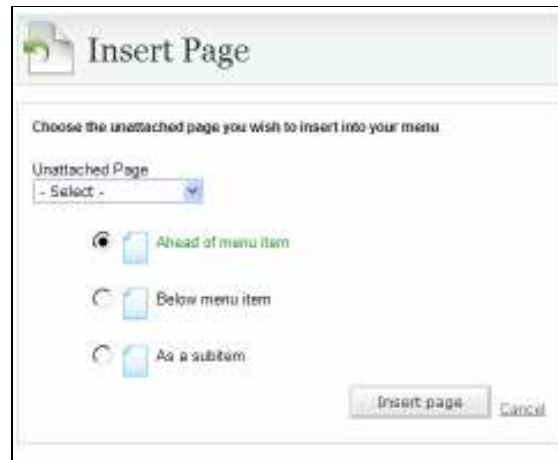 Insert Page
Choose the unattached page you wish to insert into your menu
Unattached Page
- Select -
Ahead of menu item
Below menu item
As a subitem
Insert page Cancel